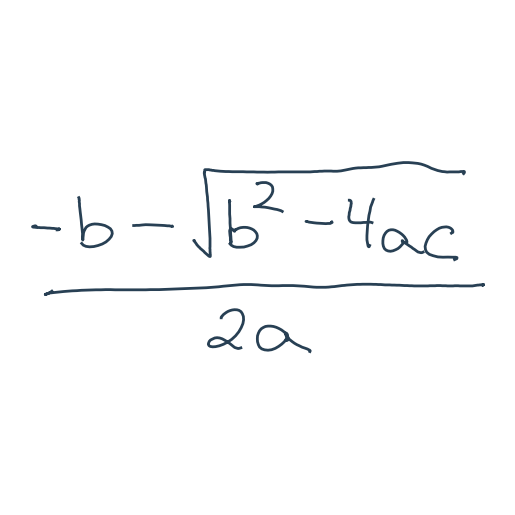 -b - √(b² - 4ac)
2a